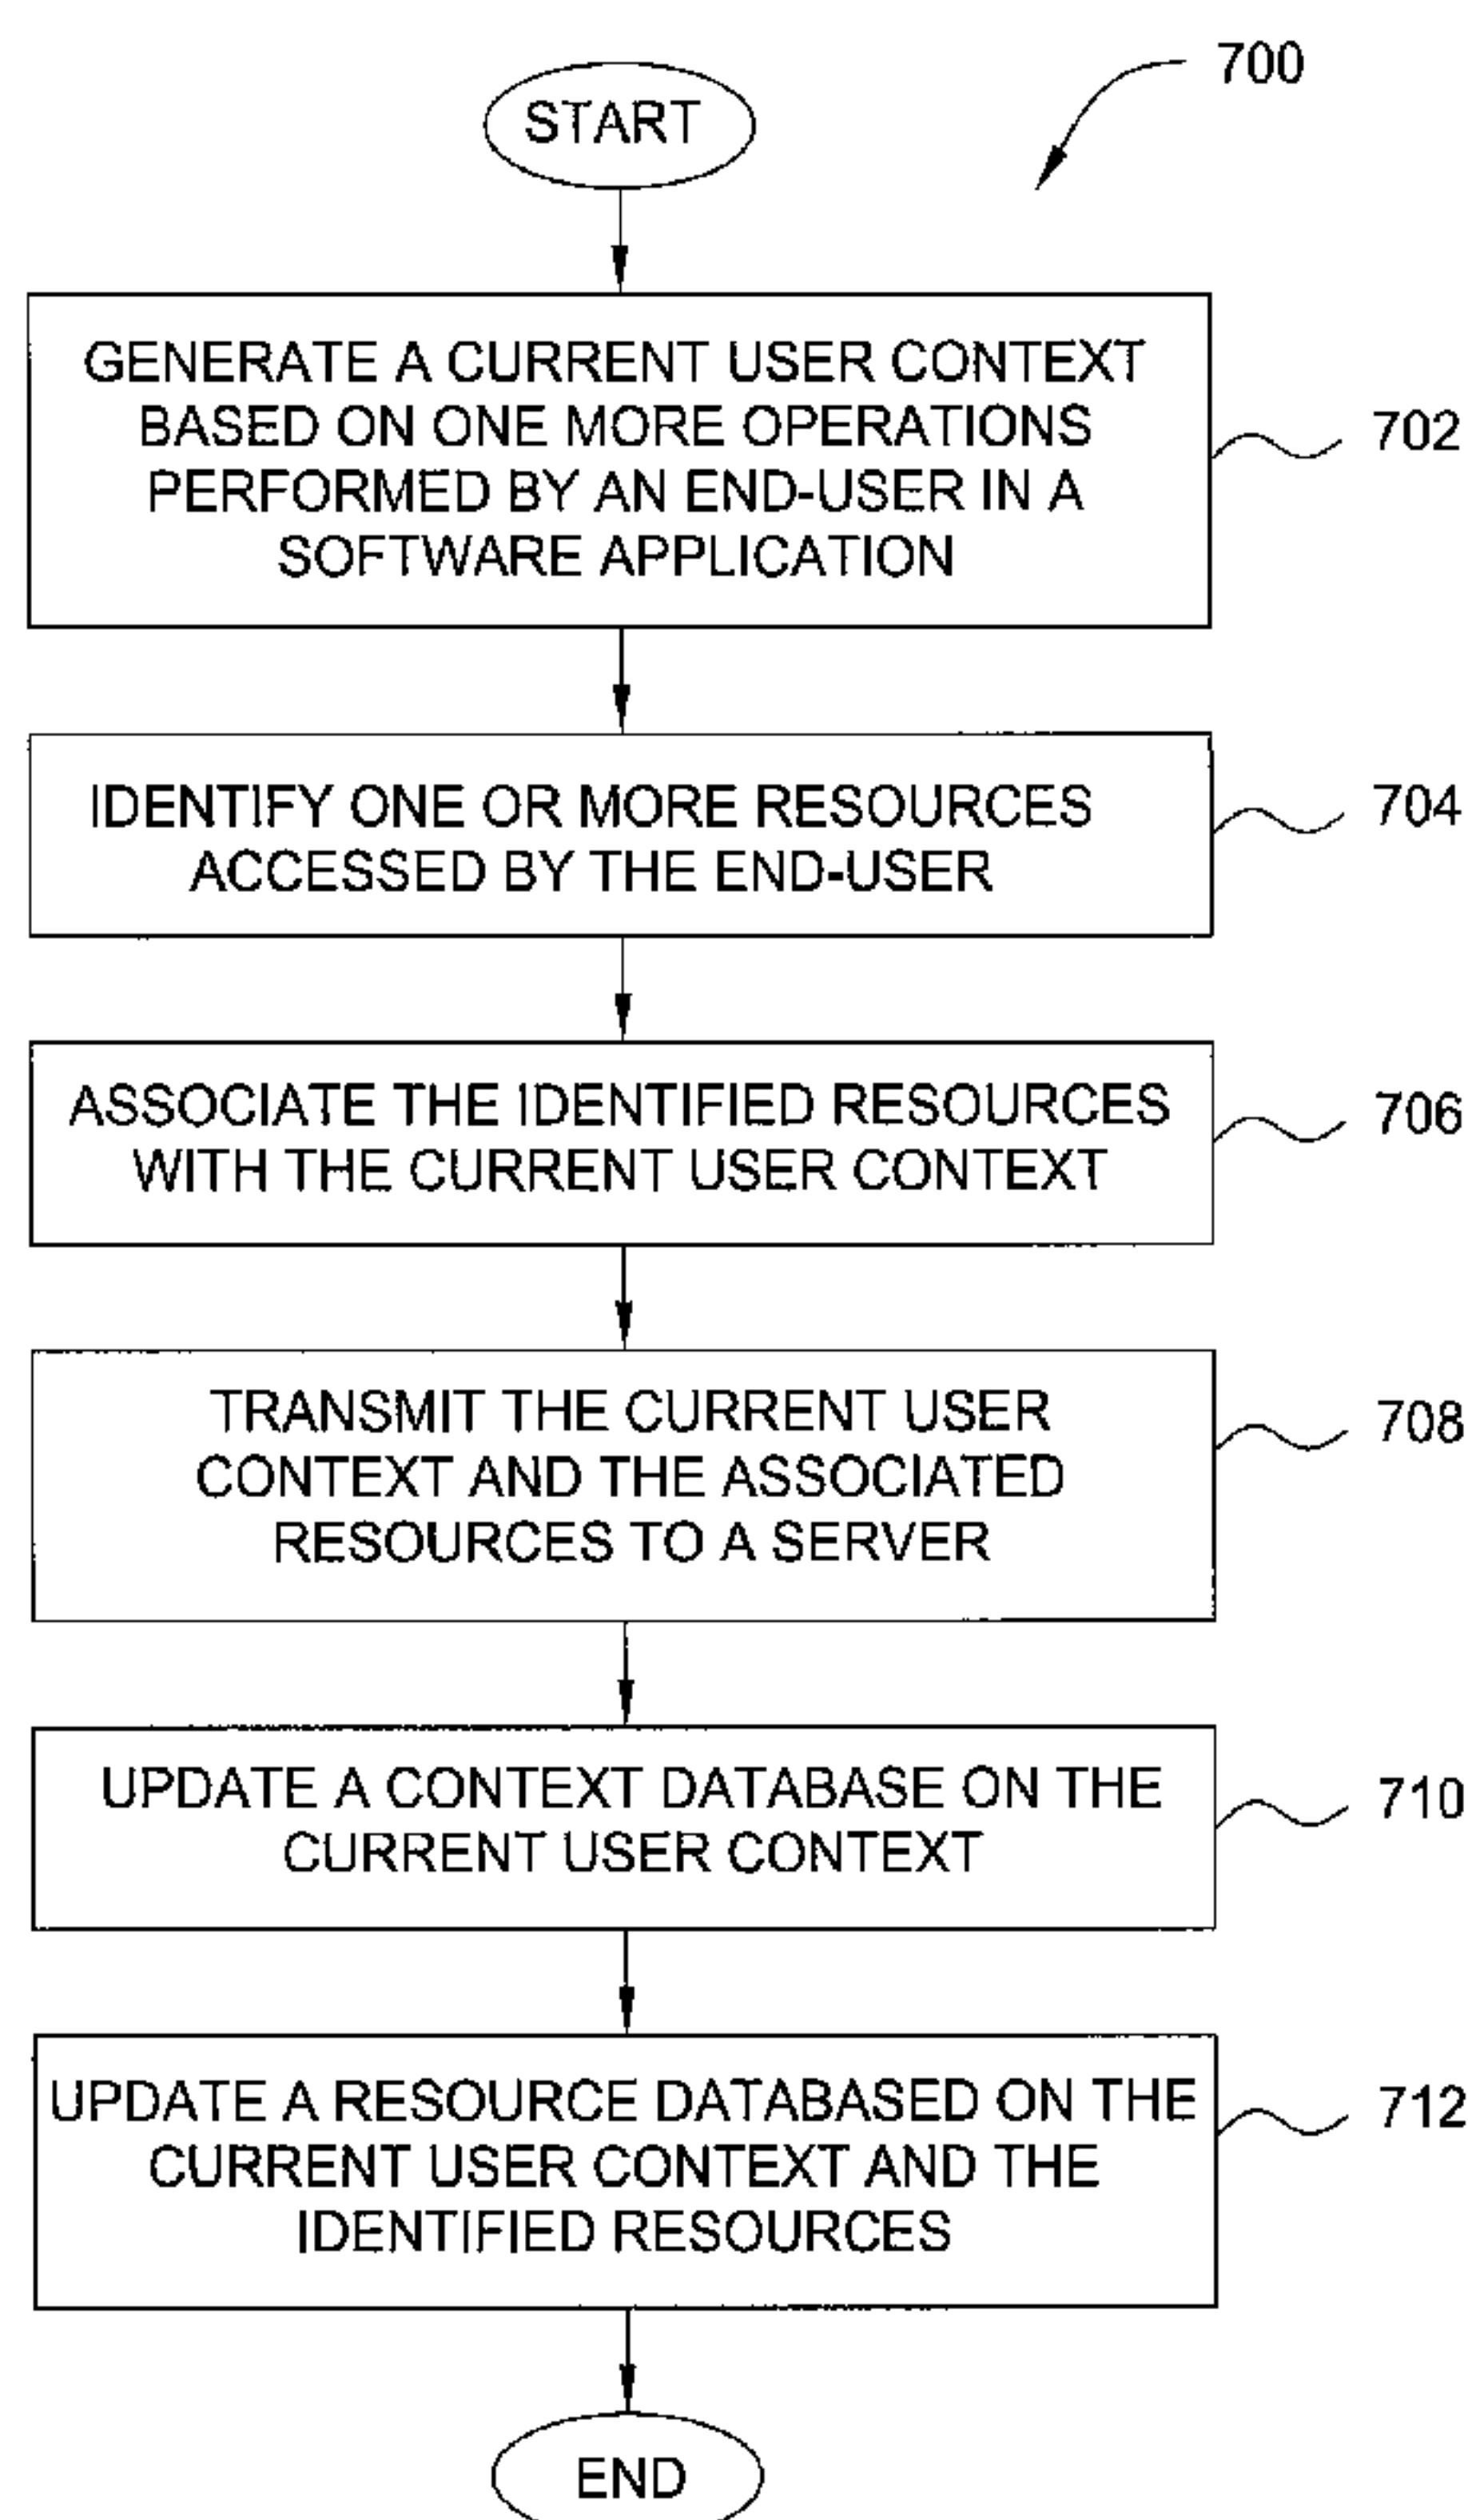 700
START
GENERATE A CURRENT USER CONTEXT
BASED ON ONE MORE OPERATIONS
PERFORMED BY AN END-USER IN A
SOFTWARE APPLICATION
702
IDENTIFY ONE OR MORE RESOURCES
ACCESSED BY THE END-USER
704
ASSOCIATE THE IDENTIFIED RESOURCES
WITH THE CURRENT USER CONTEXT
706
TRANSMIT THE CURRENT USER
CONTEXT AND THE ASSOCIATED
RESOURCES TO A SERVER
708
UPDATE A CONTEXT DATABASE ON THE
CURRENT USER CONTEXT
710
UPDATE A RESOURCE DATABASED ON THE
CURRENT USER CONTEXT AND THE
IDENTIFIED RESOURCES
712
END